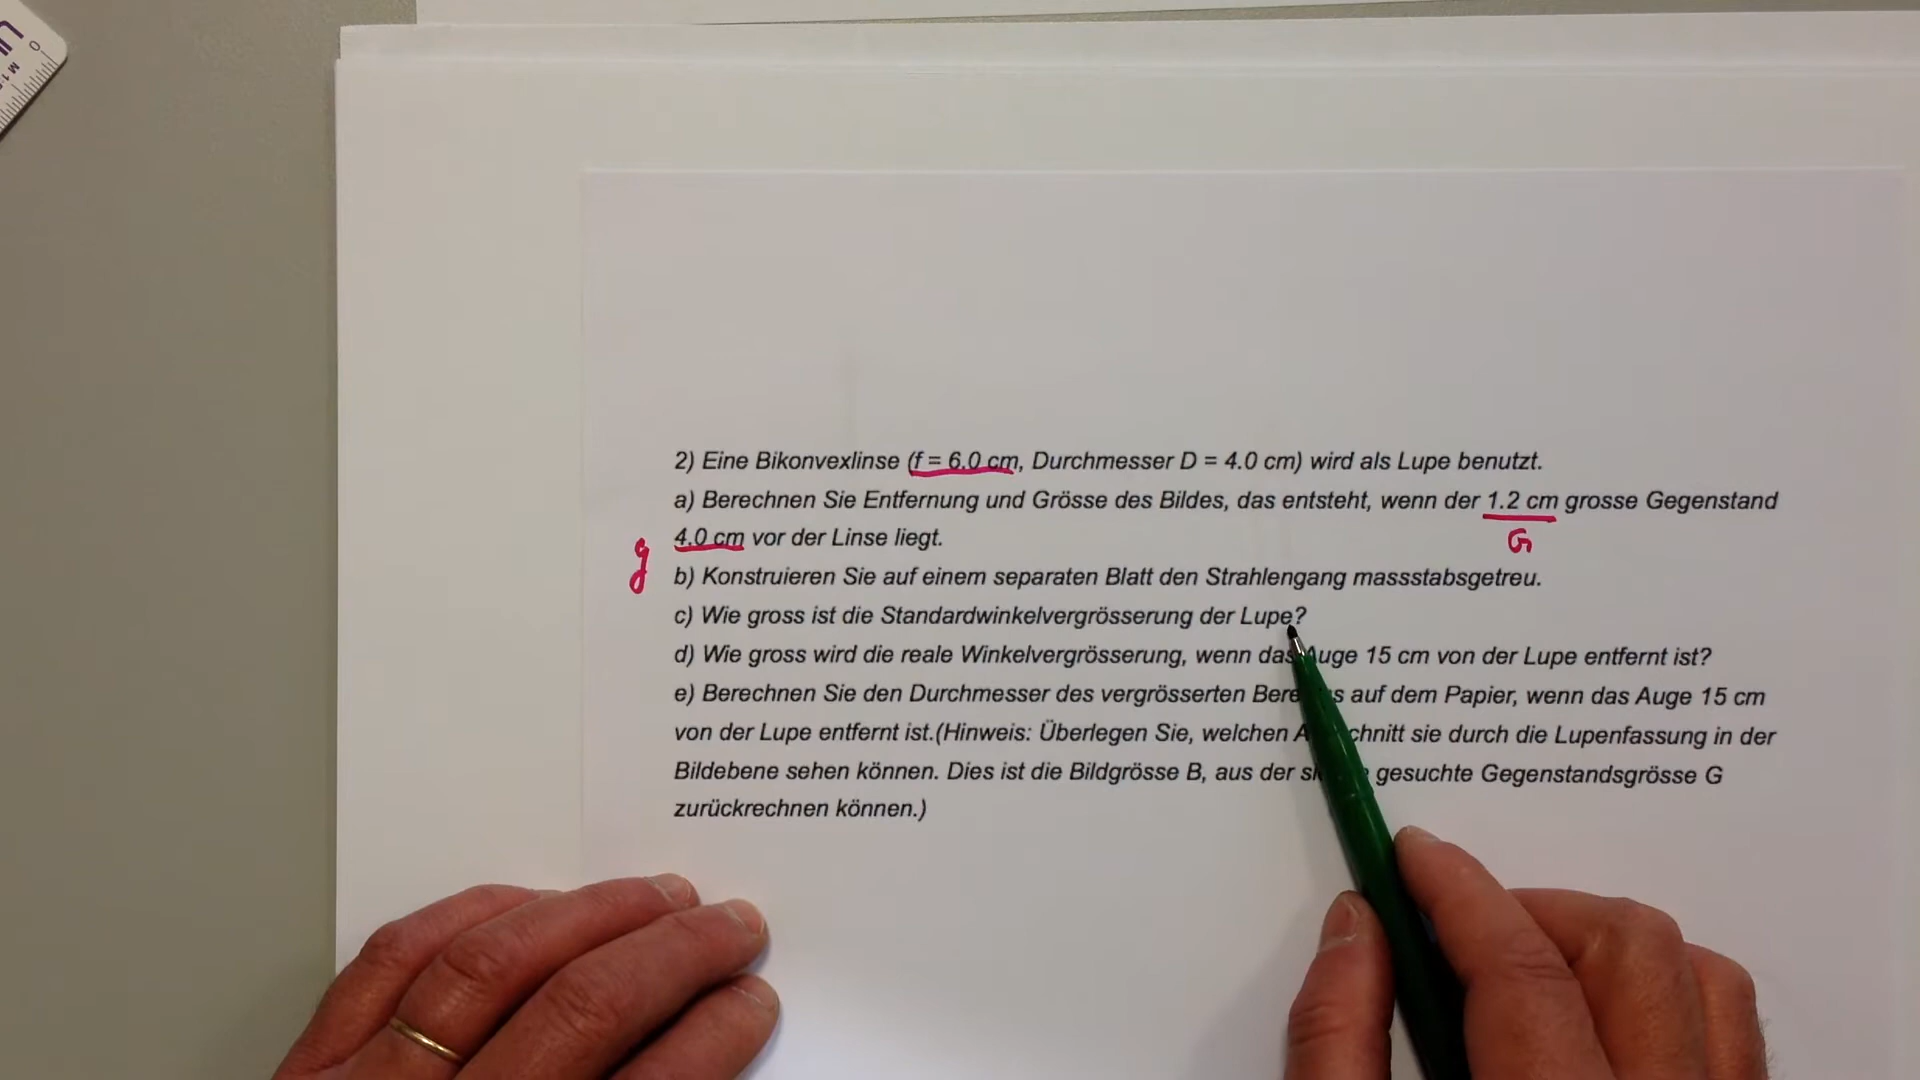 2) Eine Bikonvexlinse (f = 6.0 cm, Durchmesser D = 4.0 cm) wird als Lupe benutzt.
a) Berechnen Sie Entfernung und Grösse des Bildes, das entsteht, wenn der 1.2 cm grosse Gegenstand
G
4.0 cm vor der Linse liegt.
g
b) Konstruieren Sie auf einem separaten Blatt den Strahlengang massstabsgetreu.
c) Wie gross ist die Standardwinkelvergrösserung der Lupe?
d) Wie gross wird die reale Winkelvergrösserung, wenn das Auge 15 cm von der Lupe entfernt ist?
e) Berechnen Sie den Durchmesser des vergrösserten auf dem Papier, wenn das Auge 15 cm
von der Lupe entfernt ist.(Hinweis: Überlegen Sie, welchen sie durch die Lupenfassung in der
Bildebene sehen können. Dies ist die Bildgrösse B, aus der gesuchte Gegenstandsgrösse G
zurückrechnen können.)
0